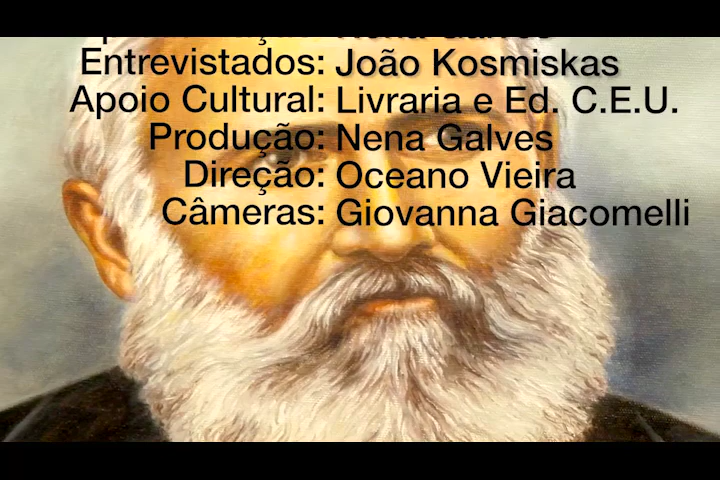 Entrevistados: João Kosmiskas
Apoio Cultural: Livraria e Ed. C.E.U.
Produção: Nena Galves
Direção: Oceano Vieira
Câmeras: Giovanna Giacomelli